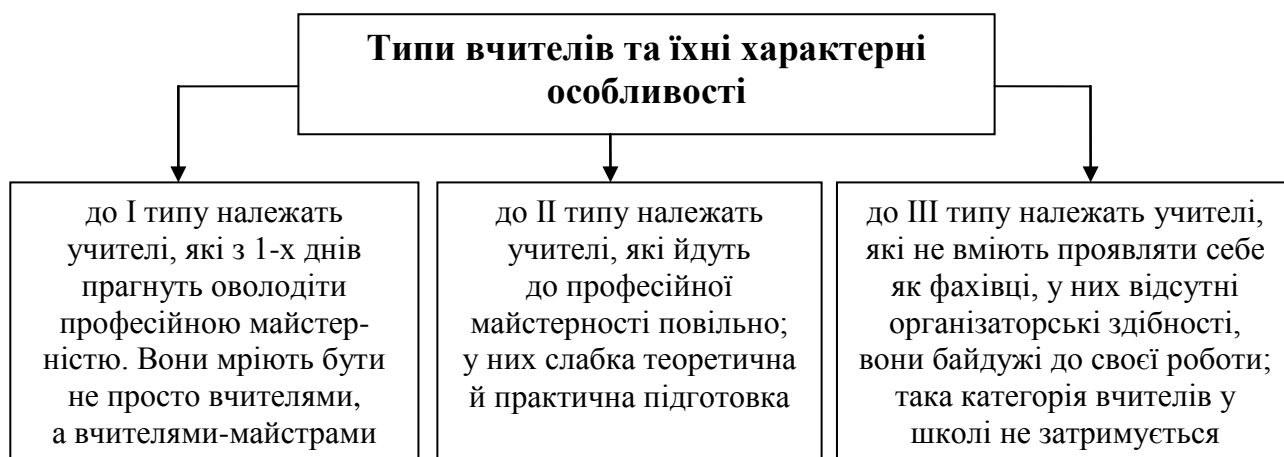 Типи вчителів та їхні характерні
особливості
до І типу належать
учителі, які з 1-х днів
прагнуть оволодіти
професійною майстер-
ністю. Вони мріють бути
не просто вчителями,
а вчителями-майстрами
до ІІ типу належать
учителі, які йдуть
до професійної
майстерності повільно;
у них слабка теоретична
й практична підготовка
до ІІІ типу належать учителі,
які не вміють проявляти себе
як фахівці, у них відсутні
організаторські здібності,
вони байдужі до своєї роботи;
така категорія вчителів у
школі не затримується